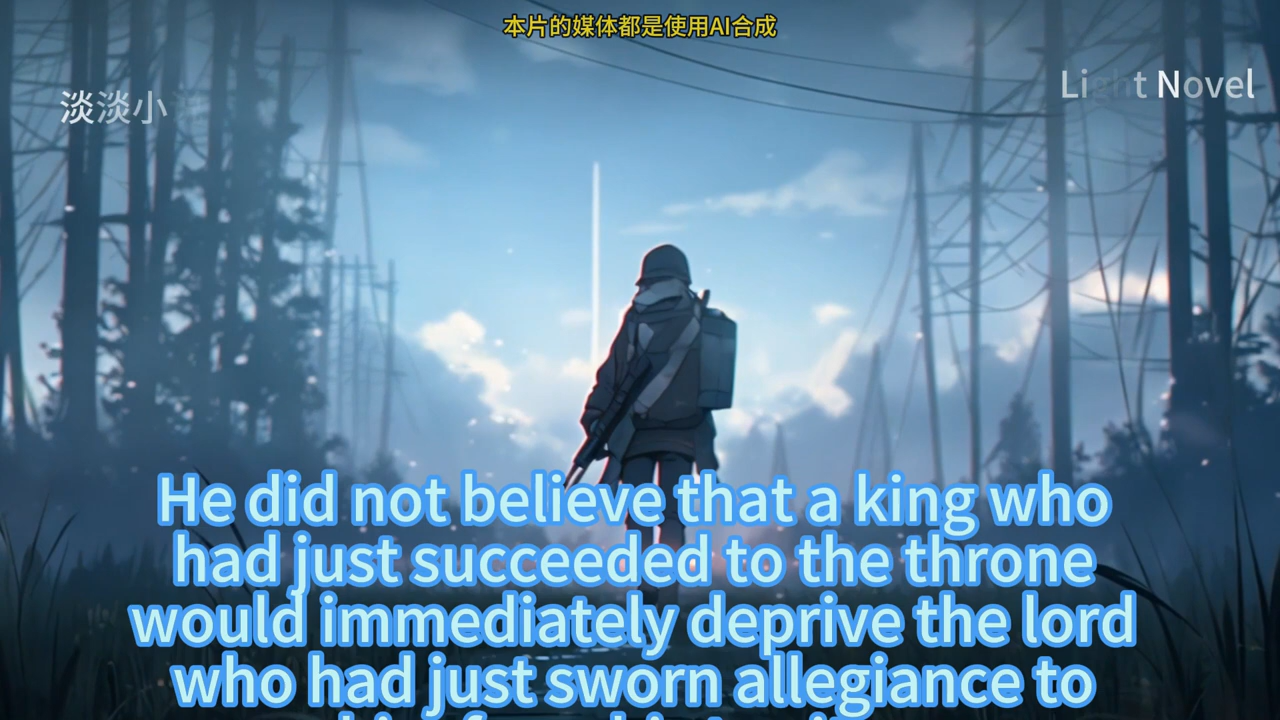 本片的媒体都是使用AI合成
淡淡小
Light Novel
He did not believe that a king who
had just succeeded to the throne
would immediately deprive the lord
who had just sworn allegiance to